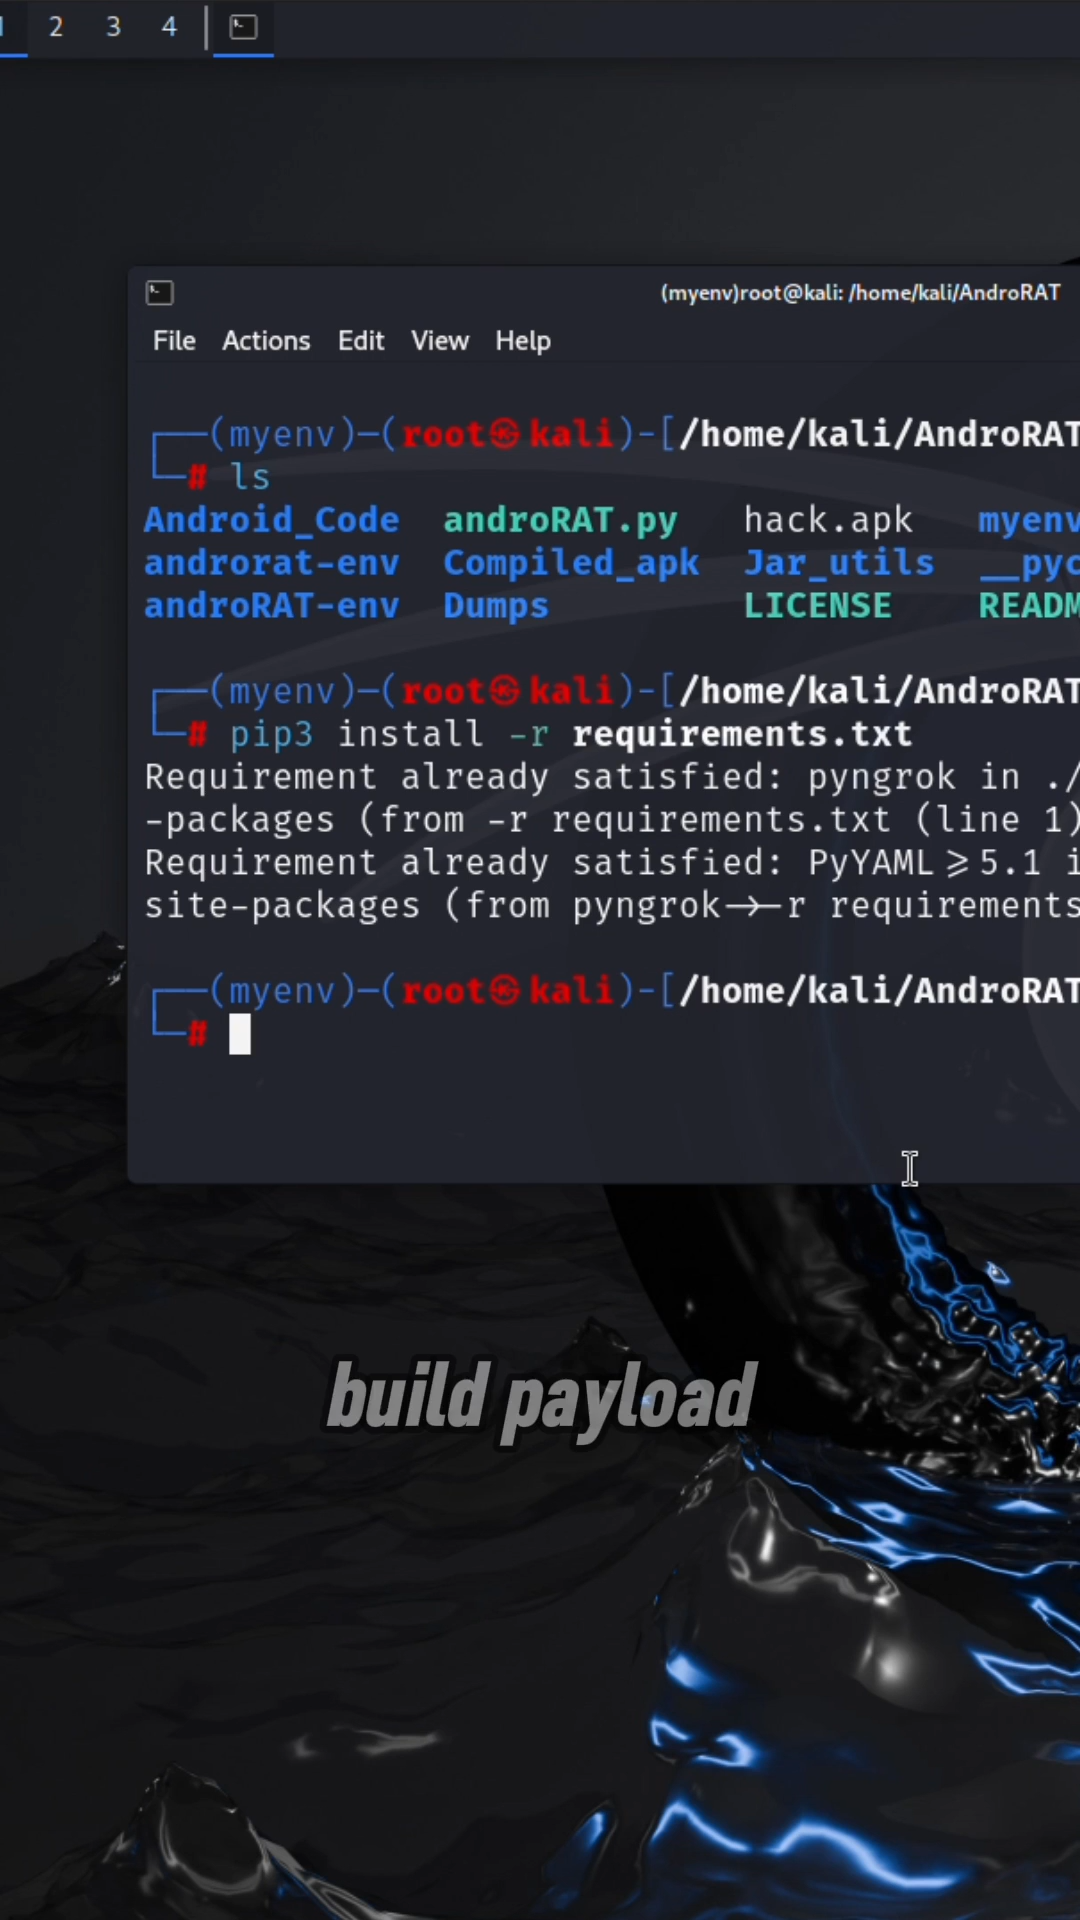 2 3 4
(myenv)root@kali: /home/kali/AndroRAT
File Actions Edit View Help
┌──(myenv)─(root㉿kali)-[/home/kali/AndroRAT
└─# ls
Android_Code androRAT.py hack.apk myenv
androrat-env Compiled_apk Jar_utils __pyc
androRAT-env Dumps LICENSE READM
┌──(myenv)─(root㉿kali)-[/home/kali/AndroRAT
└─# pip3 install -r requirements.txt
Requirement already satisfied: pyngrok in ./
-packages (from -r requirements.txt (line 1)
Requirement already satisfied: PyYAML>=5.1 i
site-packages (from pyngrok->-r requirements
┌──(myenv)─(root㉿kali)-[/home/kali/AndroRAT
└─#
build payload